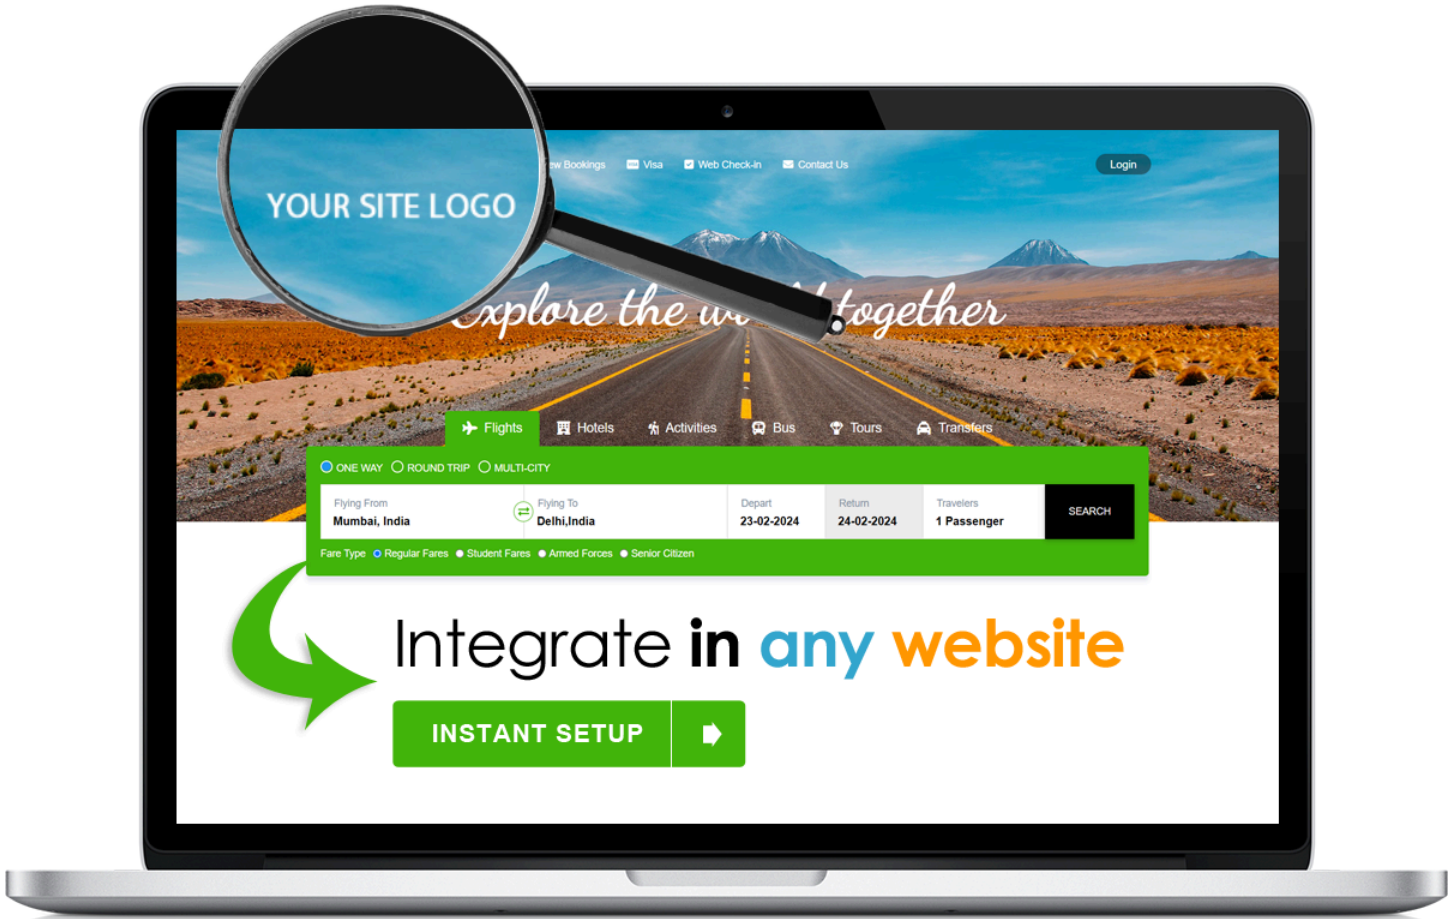 Bookings Visa Web Check-in Contact Us Login
YOUR SITE LOGO
Explore the together
Flights Hotels Activities Bus Tours Transfers
ONE WAY ROUND TRIP MULTI-CITY
Flying From Flying To Depart Return Travelers
Mumbai, India Delhi,India 23-02-2024 24-02-2024 1 Passenger SEARCH
Fare Type Regular Fares Student Fares Armed Forces Senior Citizen
Integrate in any website
INSTANT SETUP